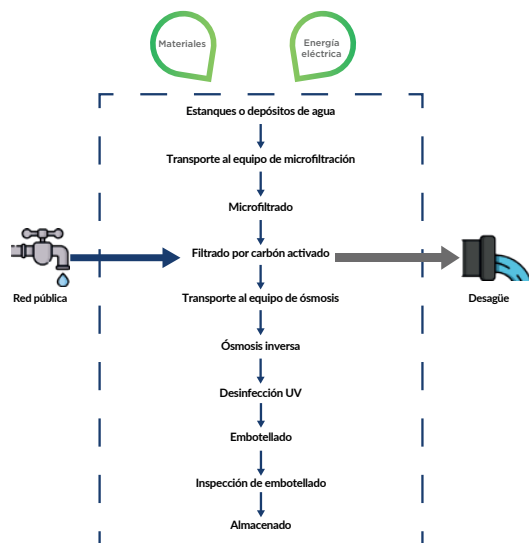 Materiales
Energía
eléctrica
Estanques o depósitos de agua
Transporte al equipo de microfiltración
Microfiltrado
Filtrado por carbón activado
Red pública
Transporte al equipo de ósmosis
Desagüe
Ósmosis inversa
Desinfección UV
Embotellado
Inspección de embotellado
Almacenado